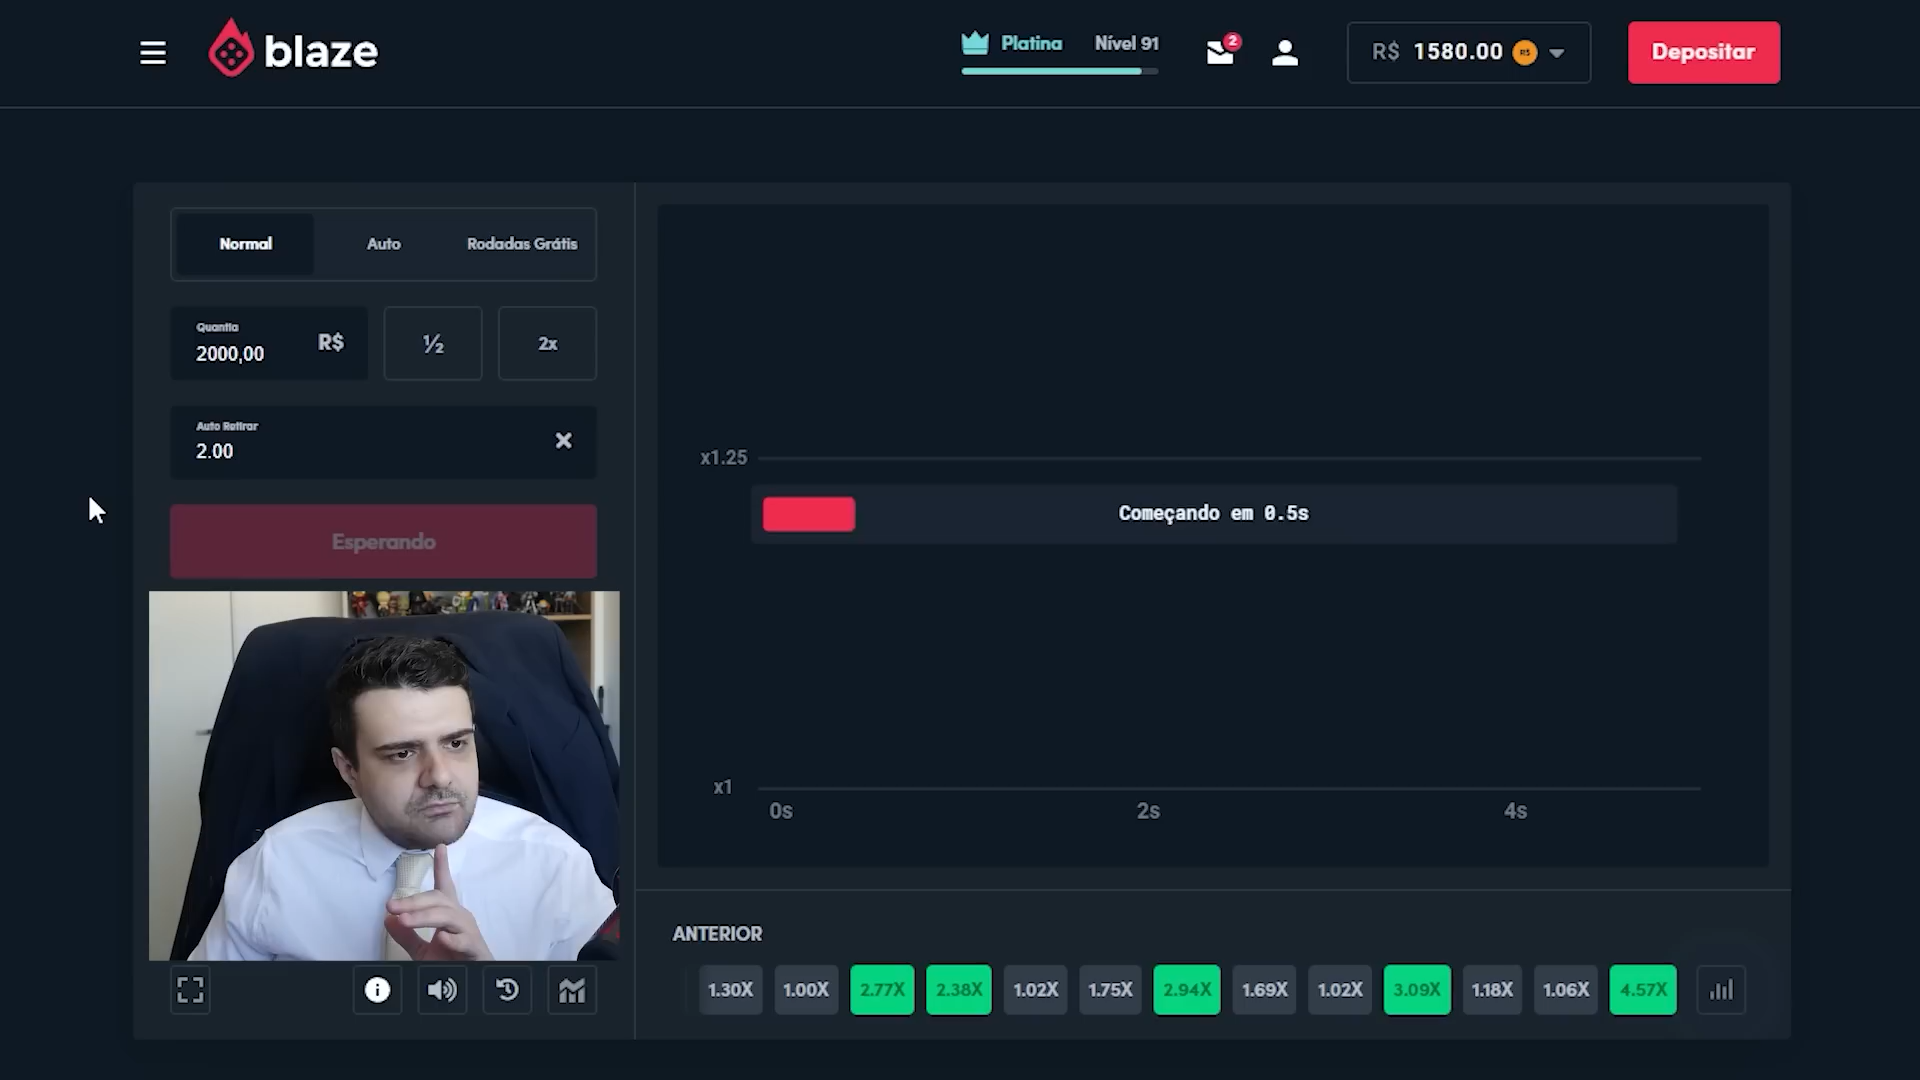 blaze
Platina Nível 91
2
R$ 1580.00 R$
Depositar
Normal Auto Rodadas Grátis
Quantia
2000,00 R$ ½ 2x
Auto Retirar
2.00
Esperando
x1.25
Começando em 0.5s
x1
0s 2s 4s
ANTERIOR
1.30X 1.00X 2.77X 2.38X 1.02X 1.75X 2.94X 1.69X 1.02X 3.09X 1.18X 1.06X 4.57X